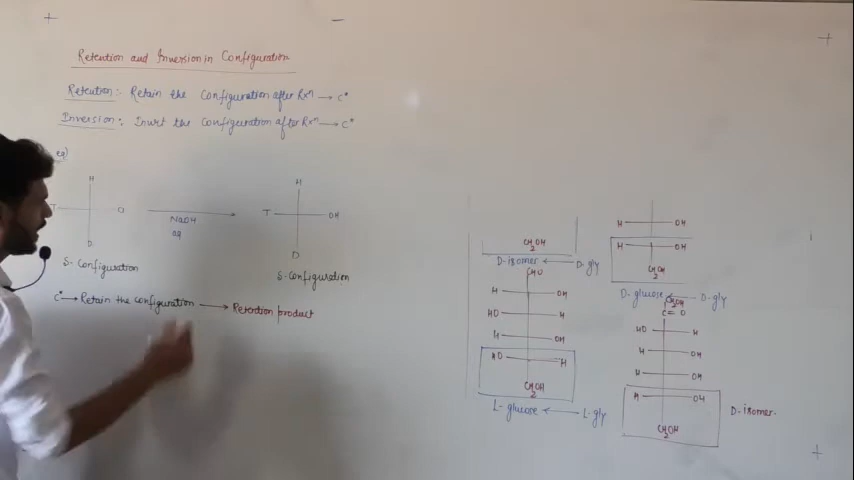 Retention and Inversion in Configuration
Retention:- Retain the Configuration after Rxn → C*
Inversion: Invert the Configuration after Rxn → C*
eg)
H
T
D
NaOH
aq
S-Configuration
H
T OH
D
S-Configuration
C* → Retain the configuration → Retention product
CH2OH
D-isomer ← D-gly
CHO
H OH
HO H
H OH
HO H
CH2OH
L-glucose ← L-gly
H OH
H OH
CH2OH
D-glucose ← D-gly
CH2OH
C=O
HO H
H OH
H OH
H OH
CH2OH
D-isomer.